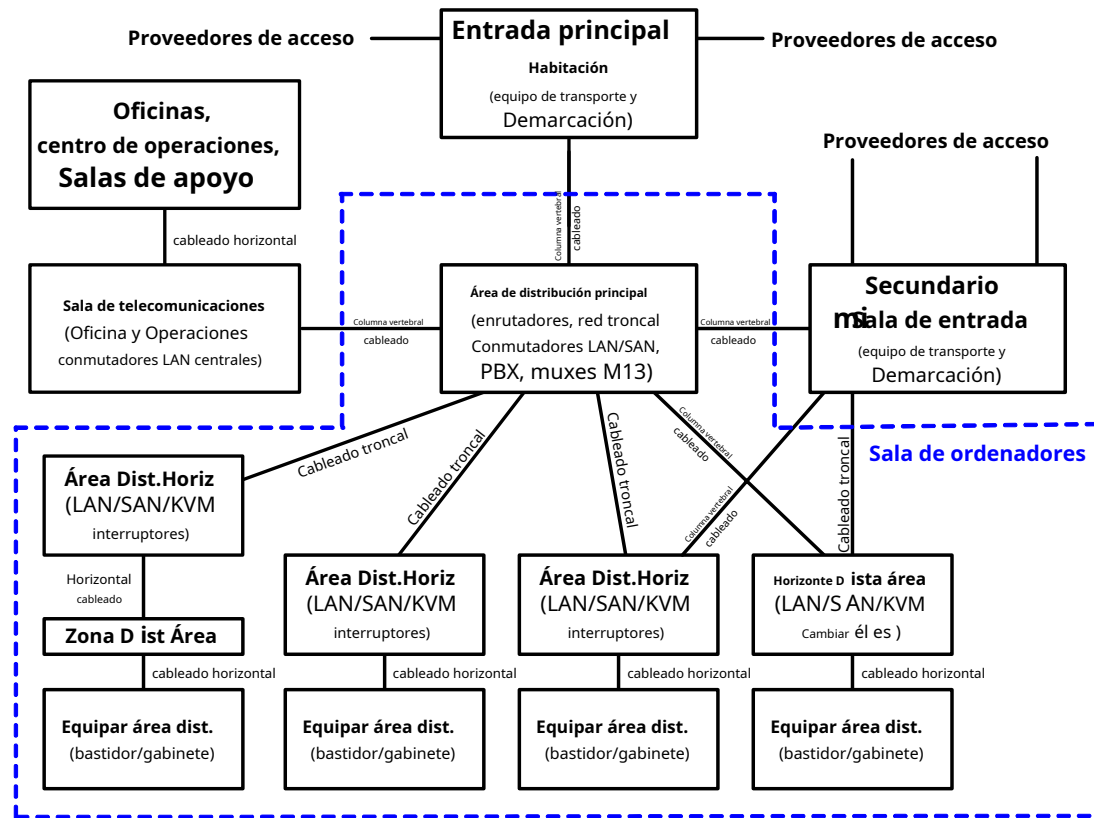 Proveedores de acceso
Entrada principal
Habitación
(equipo de transporte y
Demarcación)
Proveedores de acceso
Oficinas,
centro de operaciones,
Salas de apoyo
Proveedores de acceso
Columna vertebral
cableado
cableado horizontal
Sala de telecomunicaciones
(Oficina y Operaciones
conmutadores LAN centrales)
Columna vertebral
cableado
Área de distribución principal
(enrutadores, red troncal
Conmutadores LAN/SAN,
PBX, muxes M13)
Columna vertebral
cableado
Secundario
mi Sala de entrada
(equipo de transporte y
Demarcación)
Sala de ordenadores
Cableado troncal
Cableado troncal
Cableado troncal
Columna vertebral
cableado
Columna vertebral
cableado
Cableado troncal
Área Dist.Horiz
(LAN/SAN/KVM
interruptores)
Horizontal
cableado
Zona D ist Área
cableado horizontal
Equipar área dist.
(bastidor/gabinete)
Área Dist.Horiz
(LAN/SAN/KVM
interruptores)
cableado horizontal
Equipar área dist.
(bastidor/gabinete)
Área Dist.Horiz
(LAN/SAN/KVM
interruptores)
cableado horizontal
Equipar área dist.
(bastidor/gabinete)
Horizonte D ista área
(LAN/S AN/KVM
Cambiar él es )
cableado horizontal
Equipar área dist.
(bastidor/gabinete)